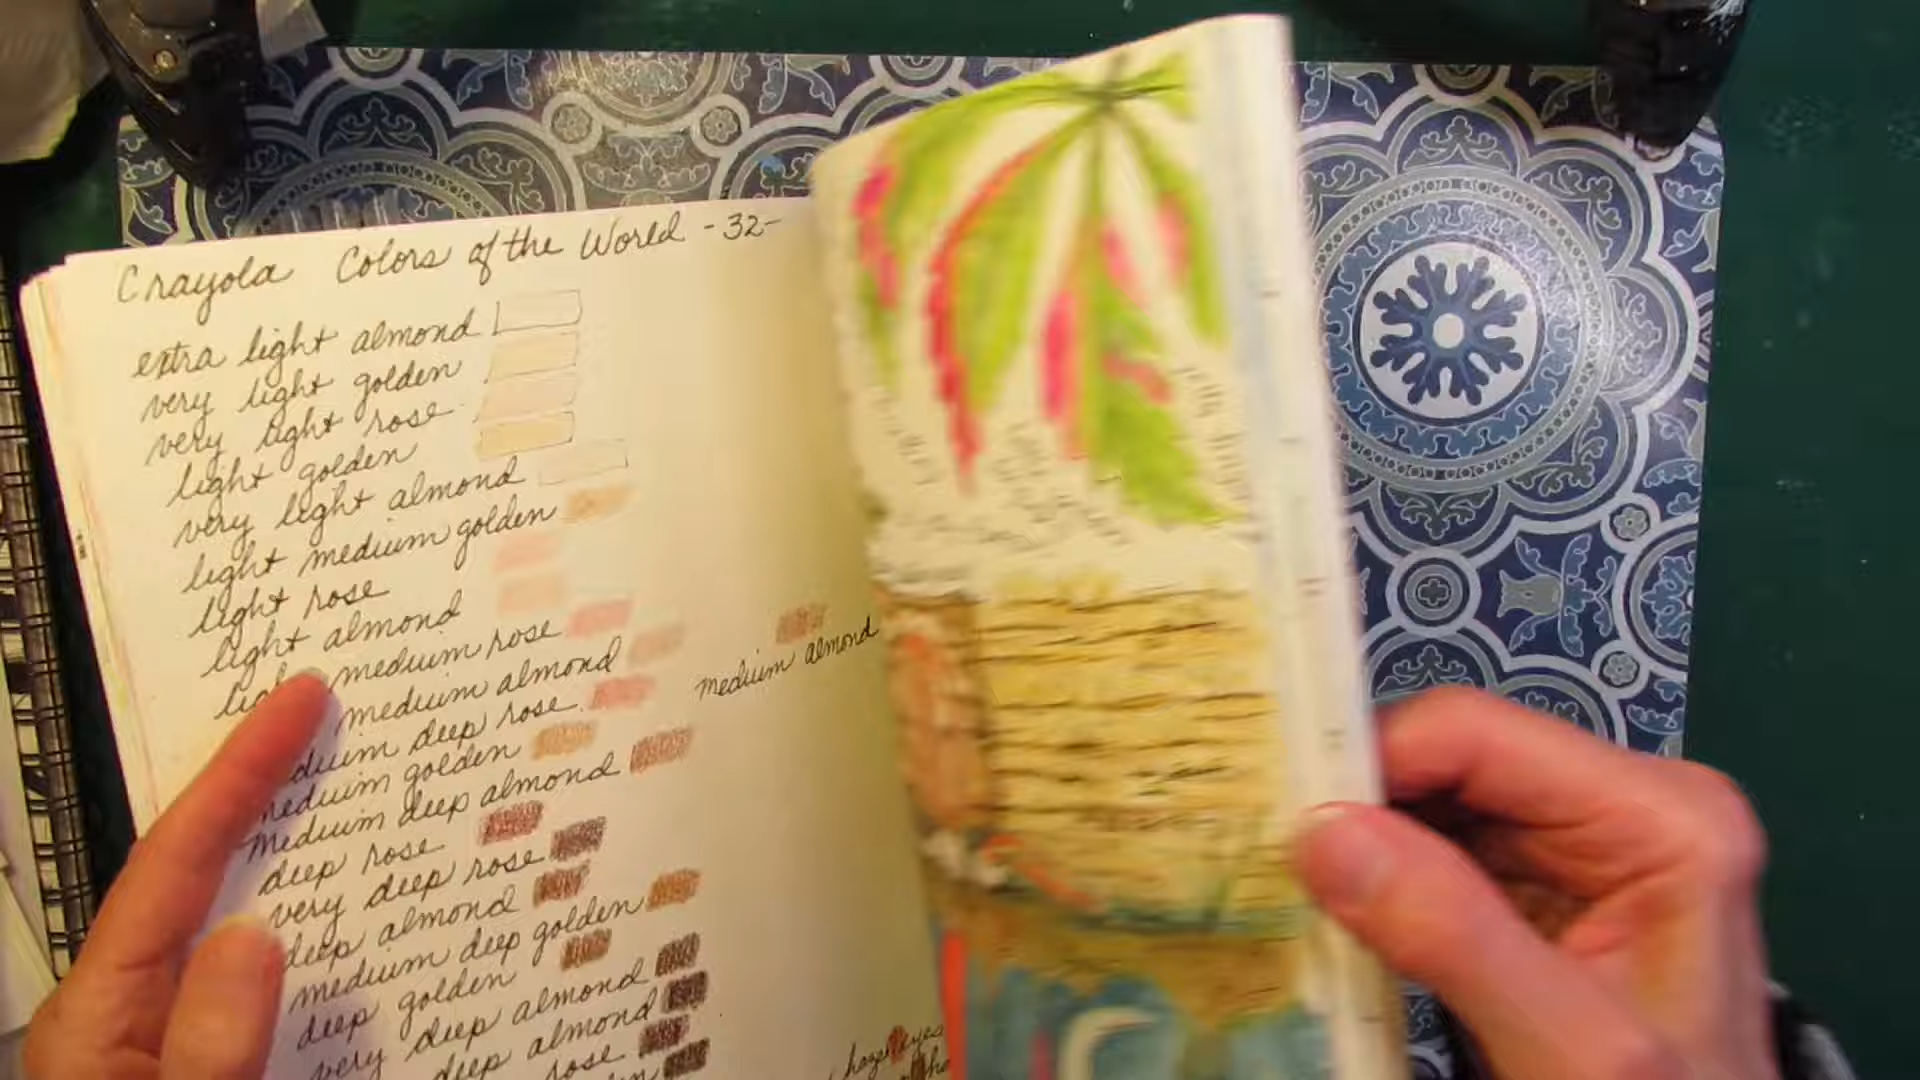 Crayola Colors of the World -32-
extra light almond
very light golden
very light rose
light golden
very light almond
light medium golden
light rose
light almond
medium rose
medium almond
medium almond
deep rose
medium golden
medium deep almond
deep rose
very deep rose
deep almond
medium deep golden
deep golden
very deep almond
deep almond
rose
hazel eyes